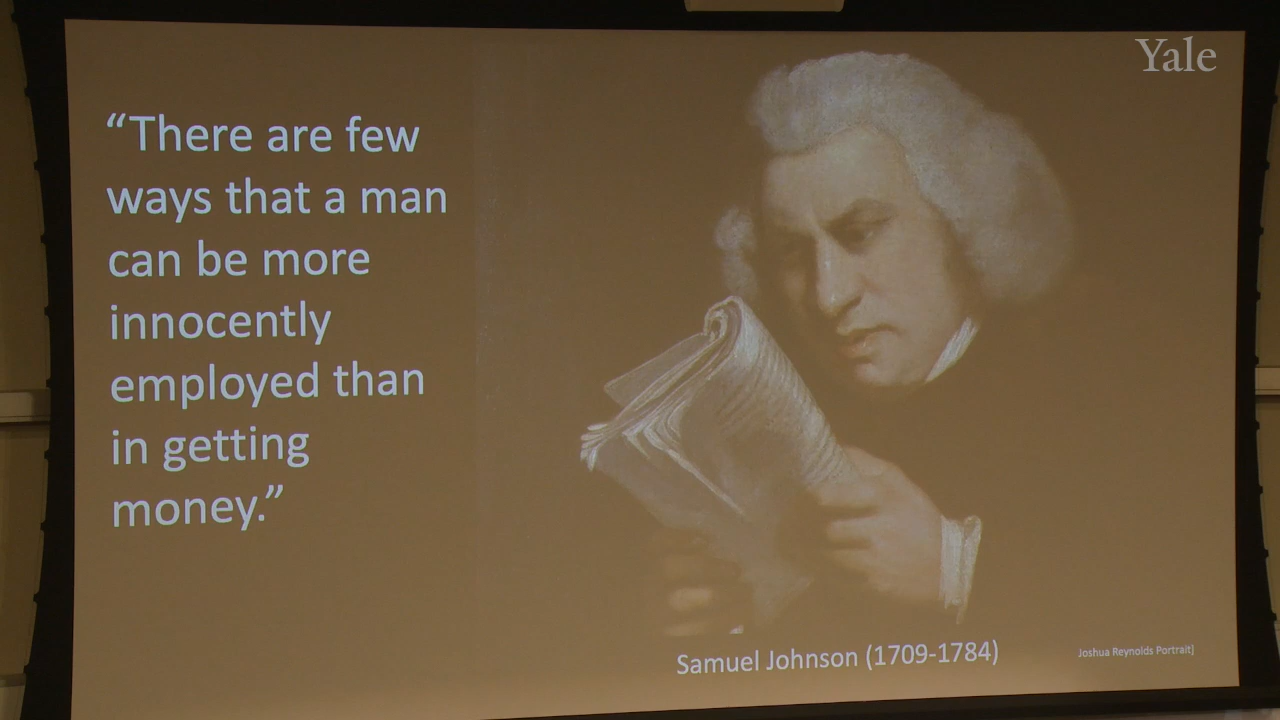 Yale
“There are few
ways that a man
can be more
innocently
employed than
in getting
money.”
Samuel Johnson (1709-1784)
Joshua Reynolds Portrait]